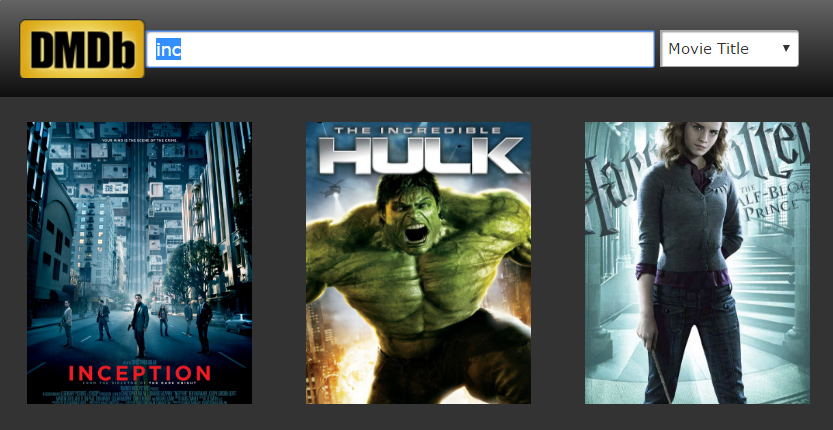 DMDb
inc
Movie Title
YOUR MIND IS THE SCENE OF THE CRIME.
INCEPTION
FROM THE DIRECTOR OF THE DARK KNIGHT
THE INCREDIBLE
HULK
Harry Potter
THE
HALF-BLOOD
PRINCE